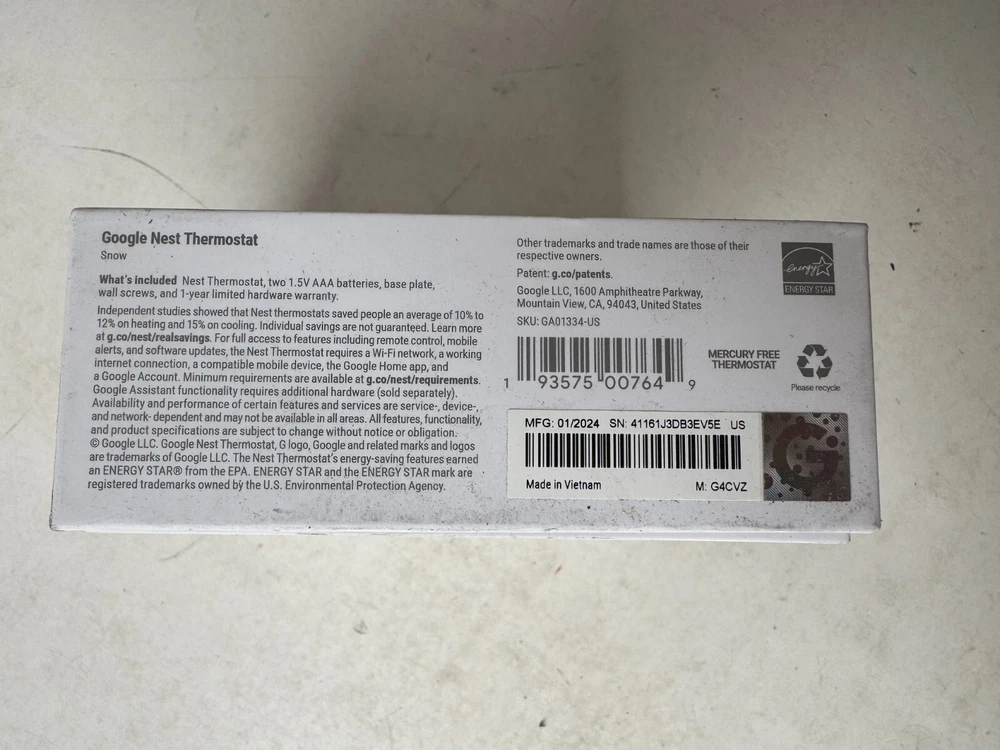 Google Nest Thermostat
Snow
What's included Nest Thermostat, two 1.5V AAA batteries, base plate,
wall screws, and 1-year limited hardware warranty.
Independent studies showed that Nest thermostats saved people an average of 10% to
12% on heating and 15% on cooling. Individual savings are not guaranteed. Learn more
at g.co/nest/realsavings. For full access to features including remote control, mobile
alerts, and software updates, the Nest Thermostat requires a Wi-Fi network, a working
internet connection, a compatible mobile device, the Google Home app, and
a Google Account. Minimum requirements are available at g.co/nest/requirements.
Google Assistant functionality requires additional hardware (sold separately).
Availability and performance of certain features and services are service-, device-,
and network- dependent and may not be available in all areas. All features, functionality,
and product specifications are subject to change without notice or obligation.
© Google LLC. Google Nest Thermostat, G logo, Google and related marks and logos
are trademarks of Google LLC. The Nest Thermostat's energy-saving features earned
an ENERGY STAR® from the EPA. ENERGY STAR and the ENERGY STAR mark are
registered trademarks owned by the U.S. Environmental Protection Agency.
Other trademarks and trade names are those of their
respective owners.
Patent: g.co/patents.
Google LLC, 1600 Amphitheatre Parkway,
Mountain View, CA, 94043, United States
SKU: GA01334-US
energy
ENERGY STAR
1 93575 00764 9
MERCURY FREE
THERMOSTAT
Please recycle
MFG: 01/2024 SN: 41161J3DB3EV5E US
Made in Vietnam M: G4CVZ
G